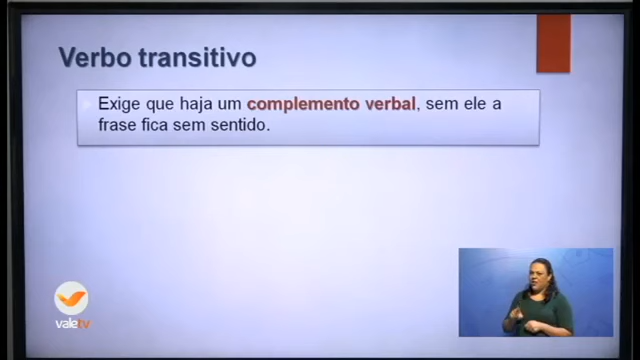 Verbo transitivo
Exige que haja um complemento verbal, sem ele a
frase fica sem sentido.
valetv